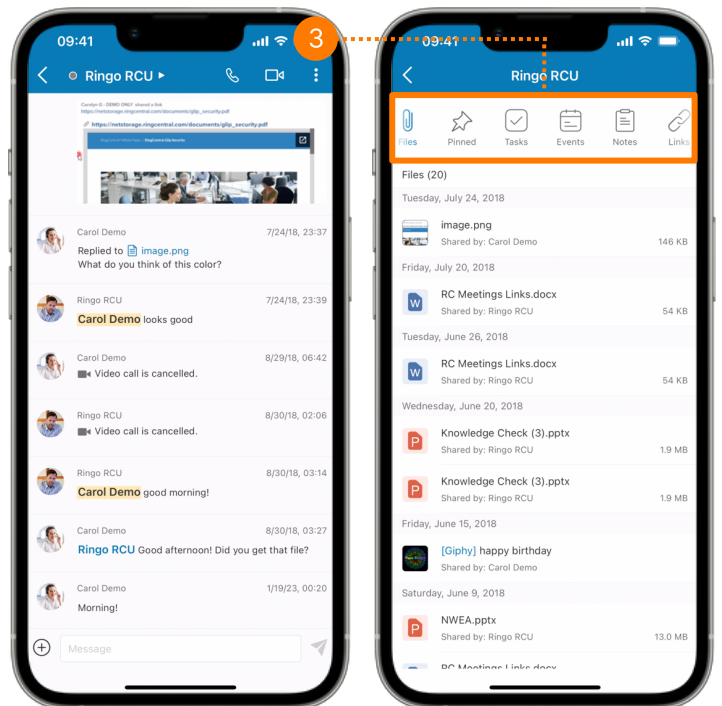 09:41
Ringo RCU
Carolyn G - DEMO ONLY shared a link
https://netstorage.ringcentral.com/documents/glip_security.pdf
https://netstorage.ringcentral.com/documents/glip_security.pdf
Carol Demo 7/24/18, 23:37
Replied to image.png
What do you think of this color?
Ringo RCU 7/24/18, 23:39
Carol Demo looks good
Carol Demo 8/29/18, 06:42
Video call is cancelled.
Ringo RCU 8/30/18, 02:06
Video call is cancelled.
Ringo RCU 8/30/18, 03:14
Carol Demo good morning!
Carol Demo 8/30/18, 03:27
Ringo RCU Good afternoon! Did you get that file?
Carol Demo 1/19/23, 00:20
Morning!
Message
3
09:41
Ringo RCU
Files Pinned Tasks Events Notes Links
Files (20)
Tuesday, July 24, 2018
image.png
Shared by: Carol Demo 146 KB
Friday, July 20, 2018
W
RC Meetings Links.docx
Shared by: Ringo RCU 54 KB
Tuesday, June 26, 2018
W
RC Meetings Links.docx
Shared by: Ringo RCU 54 KB
Wednesday, June 20, 2018
P
Knowledge Check (3).pptx
Shared by: Ringo RCU 1.9 MB
P
Knowledge Check (3).pptx
Shared by: Ringo RCU 1.9 MB
Friday, June 15, 2018
[Giphy] happy birthday
Shared by: Carol Demo
Saturday, June 9, 2018
P
NWEA.pptx
Shared by: Ringo RCU 13.0 MB
RC Meetings Links.docx